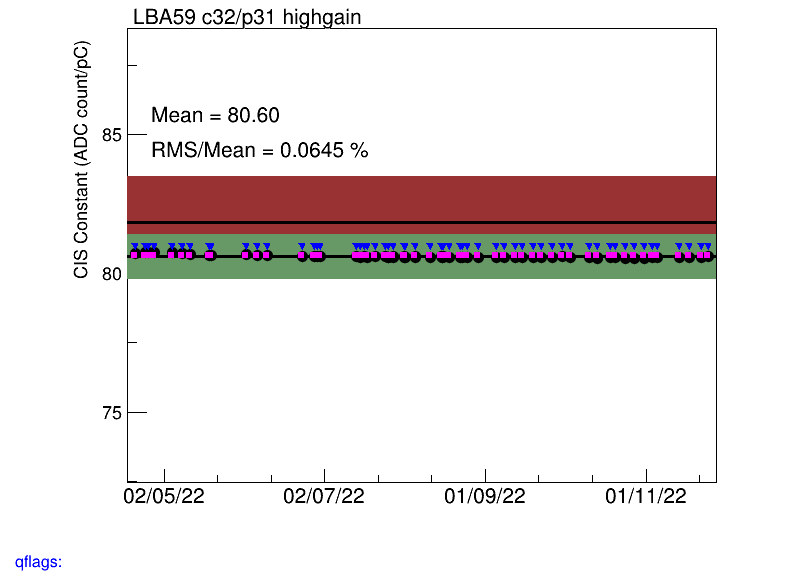 LBA59 c32/p31 highgain
CIS Constant (ADC count/pC)
Mean = 80.60
RMS/Mean = 0.0645 %
85
80
75
02/05/22 02/07/22 01/09/22 01/11/22
qflags: